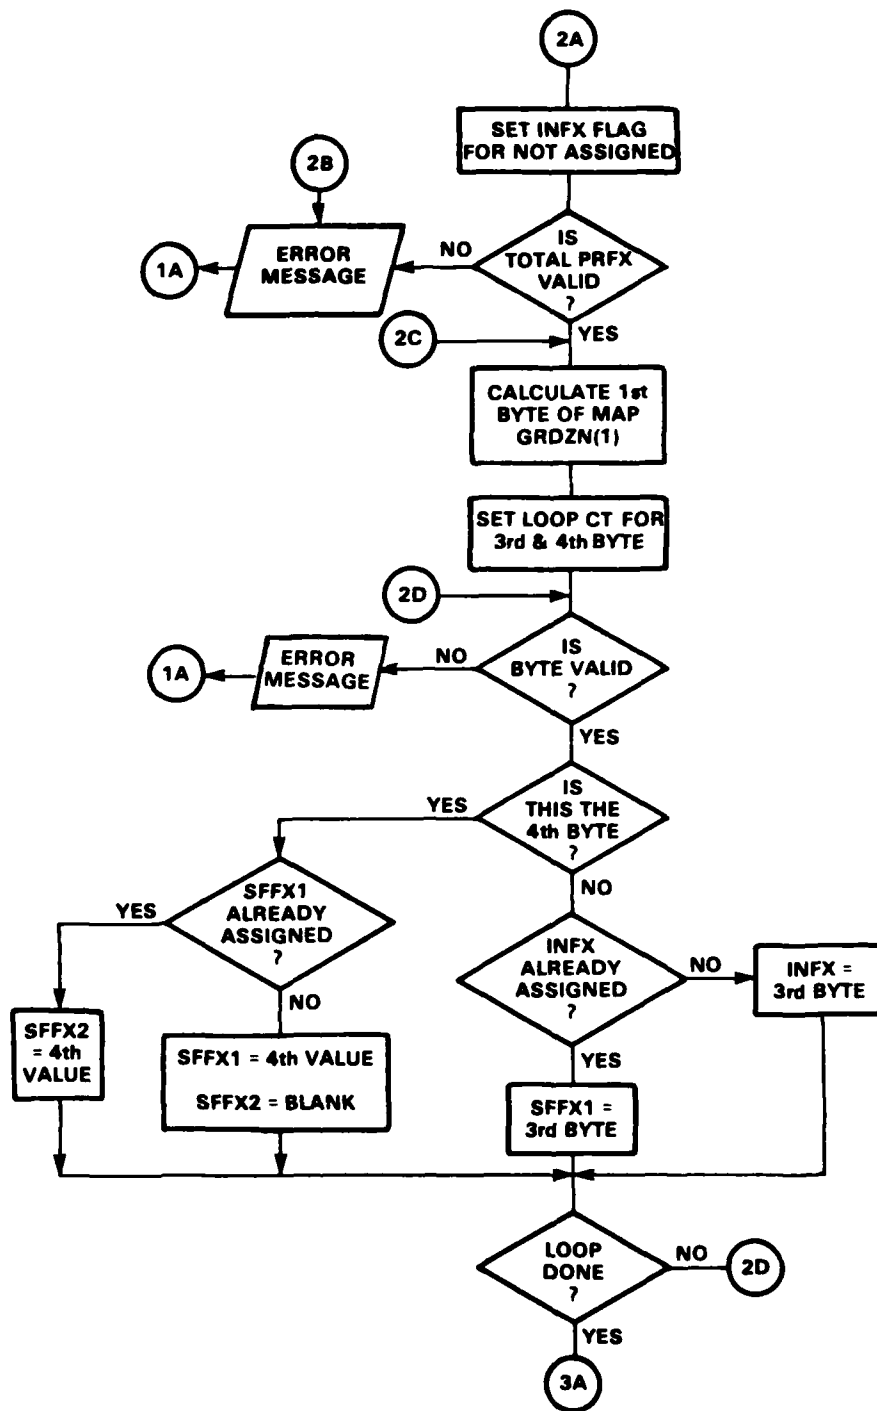 2A
SET INFX FLAG
FOR NOT ASSIGNED
2B
IS
TOTAL PRFX
VALID
?
NO
ERROR
MESSAGE
1A
YES
2C
CALCULATE 1st
BYTE OF MAP
GRDZN(1)
SET LOOP CT FOR
3rd & 4th BYTE
2D
IS
BYTE VALID
?
NO
ERROR
MESSAGE
1A
YES
IS
THIS THE
4th BYTE
?
YES
NO
SFFX1
ALREADY
ASSIGNED
?
YES
NO
SFFX2
= 4th
VALUE
SFFX1 = 4th VALUE
SFFX2 = BLANK
INFX
ALREADY
ASSIGNED
?
NO
INFX =
3rd BYTE
YES
SFFX1 =
3rd BYTE
LOOP
DONE
?
NO
2D
YES
3A